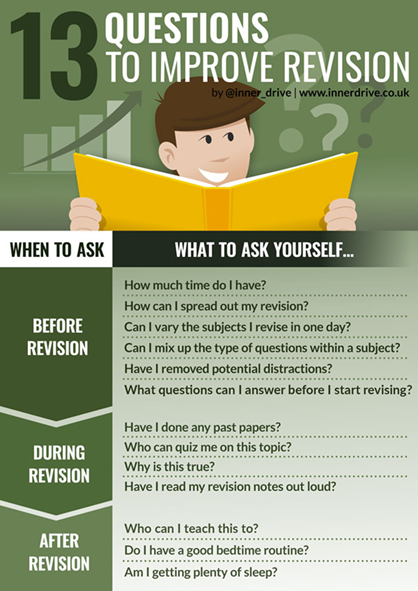 13 QUESTIONS
TO IMPROVE REVISION
by @inner_drive | www.innerdrive.co.uk
WHEN TO ASK
WHAT TO ASK YOURSELF...
BEFORE
REVISION
How much time do I have?
How can I spread out my revision?
Can I vary the subjects I revise in one day?
Can I mix up the type of questions within a subject?
Have I removed potential distractions?
What questions can I answer before I start revising?
DURING
REVISION
Have I done any past papers?
Who can quiz me on this topic?
Why is this true?
Have I read my revision notes out loud?
AFTER
REVISION
Who can I teach this to?
Do I have a good bedtime routine?
Am I getting plenty of sleep?